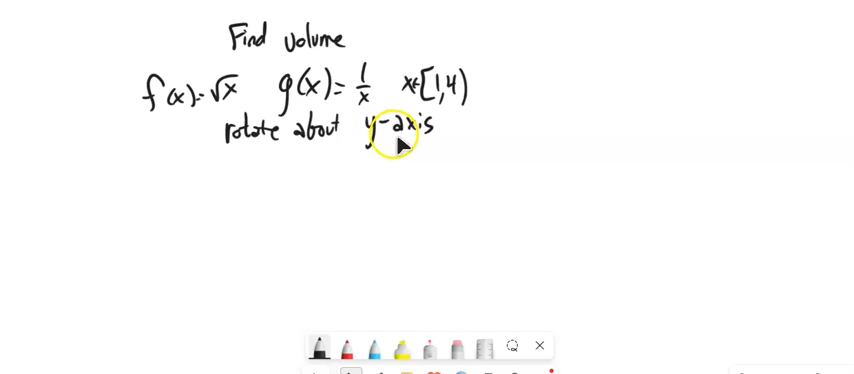 Find volume
f(x)=√x g(x)=1/x x∈[1,4)
rotate about y-axis